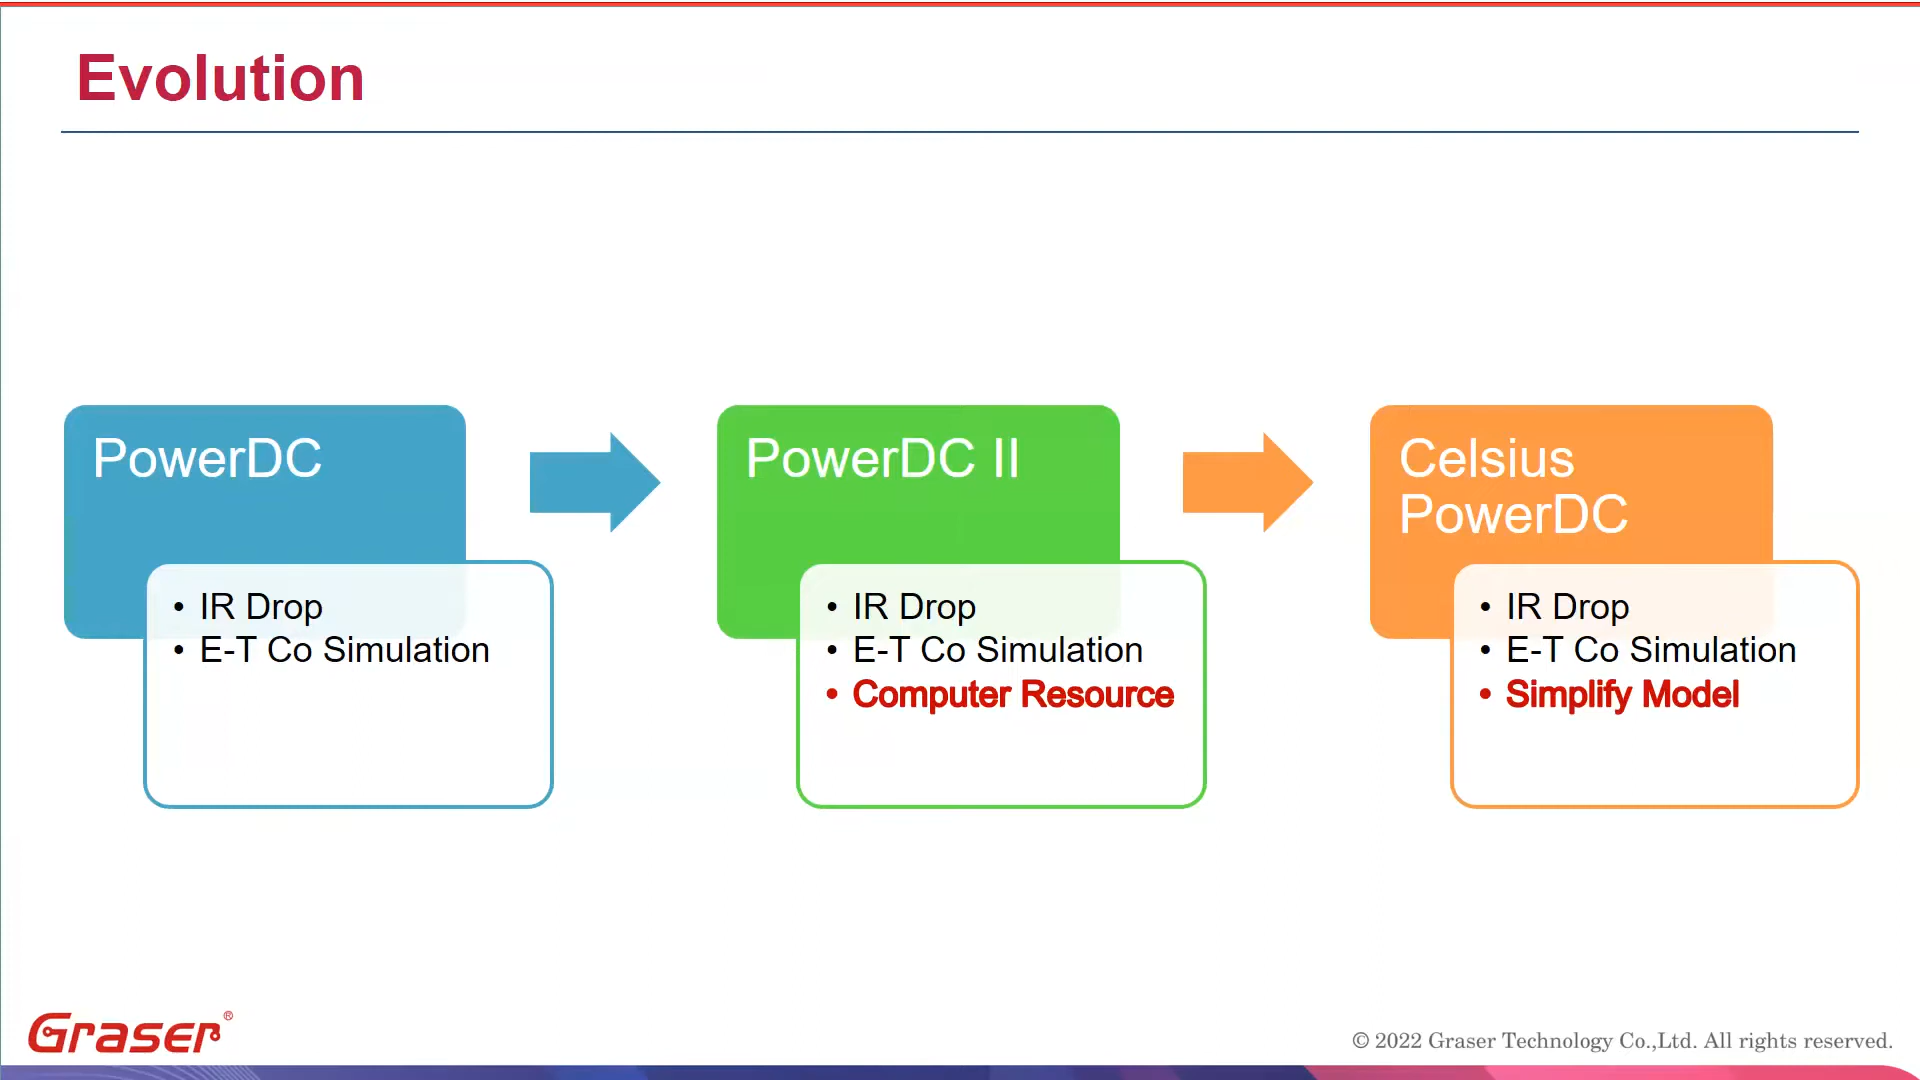 Evolution
PowerDC
• IR Drop
• E-T Co Simulation
PowerDC II
• IR Drop
• E-T Co Simulation
• Computer Resource
Celsius
PowerDC
• IR Drop
• E-T Co Simulation
• Simplify Model
Graser®
© 2022 Graser Technology Co.,Ltd. All rights reserved.